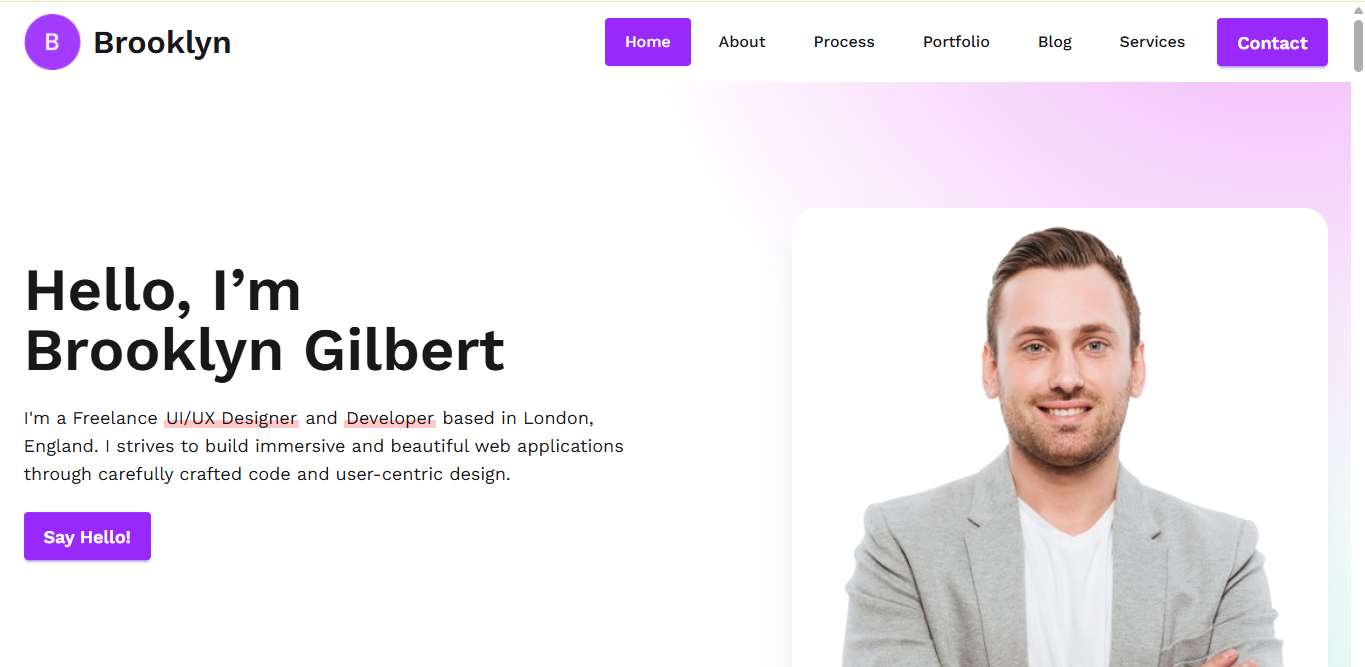 B
Brooklyn
Home
About
Process
Portfolio
Blog
Services
Contact
Hello, I’m
Brooklyn Gilbert
I'm a Freelance UI/UX Designer and Developer based in London,
England. I strives to build immersive and beautiful web applications
through carefully crafted code and user-centric design.
Say Hello!